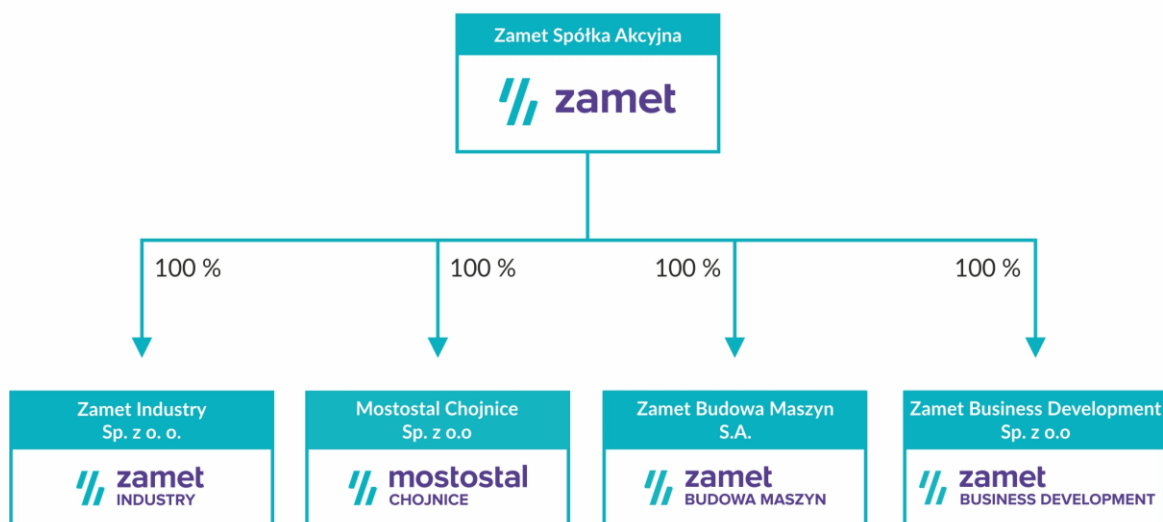 Zamet Spółka Akcyjna
zamet
100 %
100 %
100 %
100 %
Zamet Industry
Sp. z o. o.
zamet
INDUSTRY
Mostostal Chojnice
Sp. z o.o
mostostal
CHOJNICE
Zamet Budowa Maszyn
S.A.
zamet
BUDOWA MASZYN
Zamet Business Development
Sp. z o.o
zamet
BUSINESS DEVELOPMENT